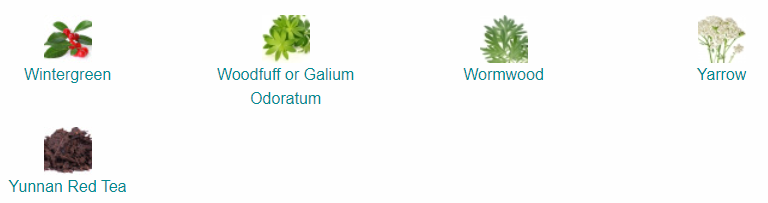 Wintergreen
Woodfuff or Galium
Odoratum
Wormwood
Yarrow
Yunnan Red Tea